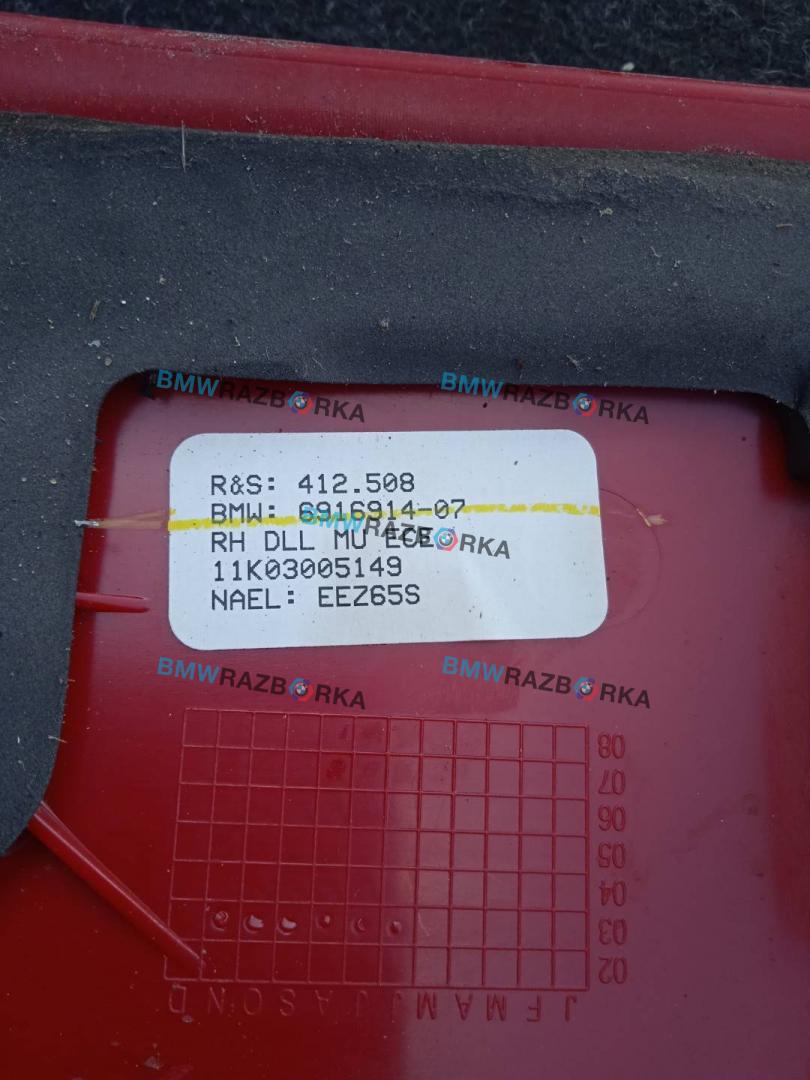 BMWRAZBORKA
BMWRAZBORKA
R&S: 412.508
BMW: 6916914-07
BMWRAZBORKA
RH DLL MU ECE
11K03005149
NAEL: EEZ65S
BMWRAZBORKA
BMWRAZBORKA
08
07
06
05
04
03
02
J F M A M J J A S O N D